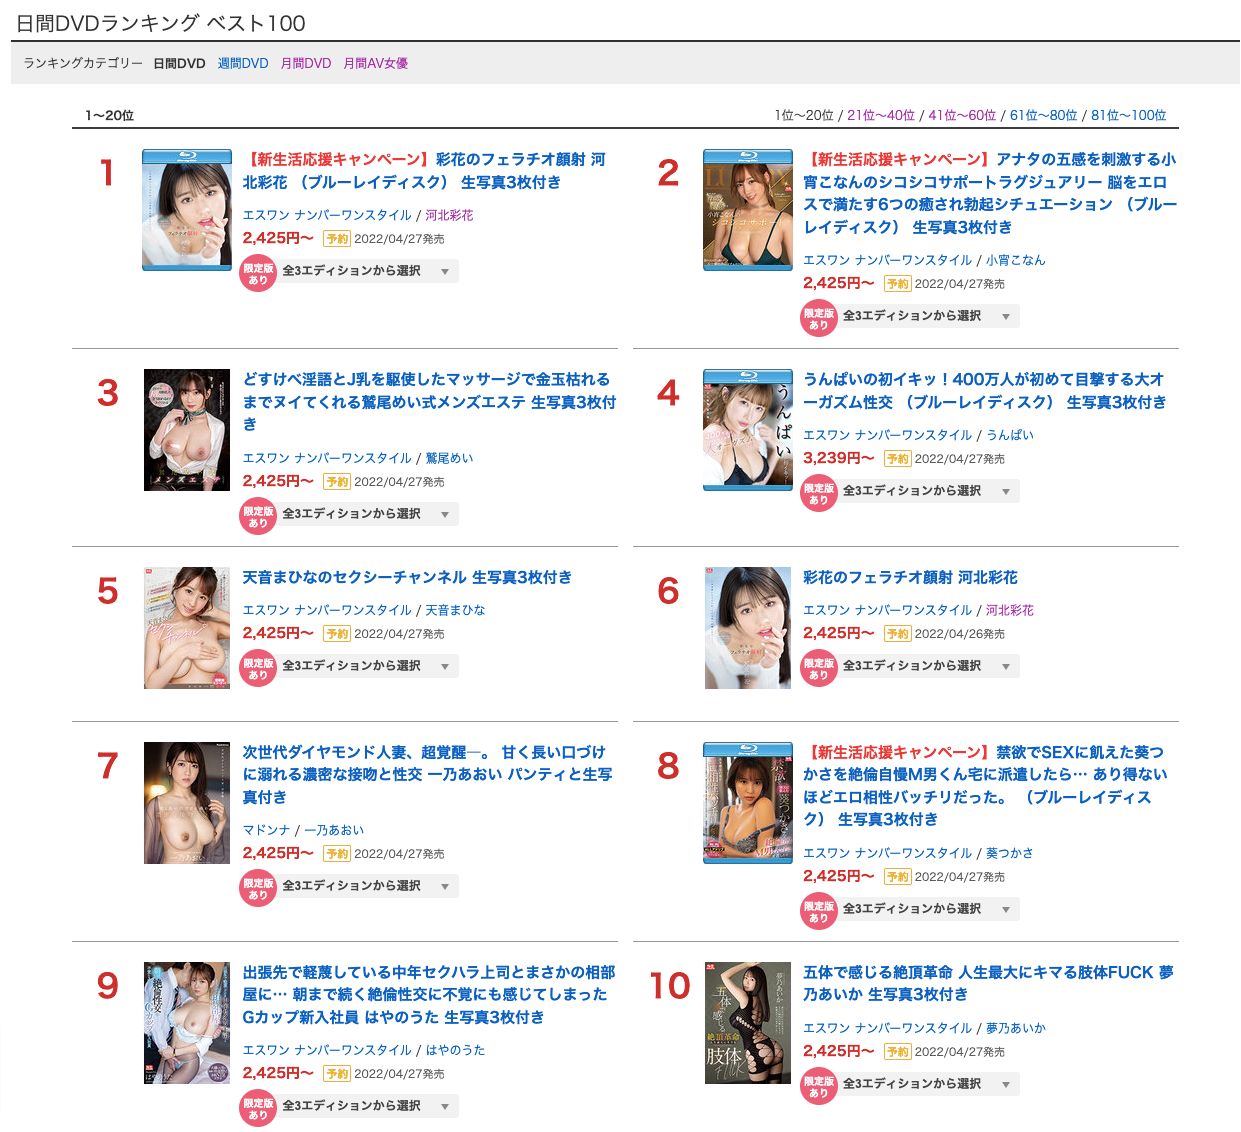 日間DVDランキング ベスト100
ランキングカテゴリー 日間DVD 週間DVD 月間DVD 月間AV女優
1〜20位
1位〜20位 / 21位〜40位 / 41位〜60位 / 61位〜80位 / 81位〜100位
1
【新生活応援キャンペーン】彩花のフェラチオ顔射 河
北彩花 （ブルーレイディスク） 生写真3枚付き
エスワン ナンバーワンスタイル / 河北彩花
2,425円〜 予約 2022/04/27発売
限定版
あり
全3エディションから選択
2
【新生活応援キャンペーン】アナタの五感を刺激する小
宵こなんのシコシコサポートラグジュアリー 脳をエロ
スで満たす6つの癒され勃起シチュエーション （ブルー
レイディスク） 生写真3枚付き
エスワン ナンバーワンスタイル / 小宵こなん
2,425円〜 予約 2022/04/27発売
限定版
あり
全3エディションから選択
3
どすけべ淫語とJ乳を駆使したマッサージで金玉枯れる
までヌイてくれる鷲尾めい式メンズエステ 生写真3枚付
き
エスワン ナンバーワンスタイル / 鷲尾めい
2,425円〜 予約 2022/04/27発売
限定版
あり
全3エディションから選択
メンズエステ
4
うんぱいの初イキッ！400万人が初めて目撃する大オ
ーガズム性交 （ブルーレイディスク） 生写真3枚付き
エスワン ナンバーワンスタイル / うんぱい
3,239円〜 予約 2022/04/27発売
限定版
あり
全3エディションから選択
うんぱい
5
天音まひなのセクシーチャンネル 生写真3枚付き
エスワン ナンバーワンスタイル / 天音まひな
2,425円〜 予約 2022/04/27発売
限定版
あり
全3エディションから選択
6
彩花のフェラチオ顔射 河北彩花
エスワン ナンバーワンスタイル / 河北彩花
2,425円〜 予約 2022/04/26発売
限定版
あり
全3エディションから選択
7
次世代ダイヤモンド人妻、超覚醒―。 甘く長い口づけ
に溺れる濃密な接吻と性交 一乃あおい パンティと生写
真付き
マドンナ / 一乃あおい
2,425円〜 予約 2022/04/27発売
限定版
あり
全3エディションから選択
一乃あおい
8
【新生活応援キャンペーン】禁欲でSEXに飢えた葵つ
かさを絶倫自慢M男くん宅に派遣したら… あり得ない
ほどエロ相性バッチリだった。 （ブルーレイディス
ク） 生写真3枚付き
エスワン ナンバーワンスタイル / 葵つかさ
2,425円〜 予約 2022/04/27発売
限定版
あり
全3エディションから選択
9
出張先で軽蔑している中年セクハラ上司とまさかの相部
屋に… 朝まで続く絶倫性交に不覚にも感じてしまった
Gカップ新入社員 はやのうた 生写真3枚付き
エスワン ナンバーワンスタイル / はやのうた
2,425円〜 予約 2022/04/27発売
限定版
あり
全3エディションから選択
10
五体で感じる絶頂革命 人生最大にキマる肢体FUCK 夢
乃あいか 生写真3枚付き
エスワン ナンバーワンスタイル / 夢乃あいか
2,425円〜 予約 2022/04/27発売
限定版
あり
全3エディションから選択